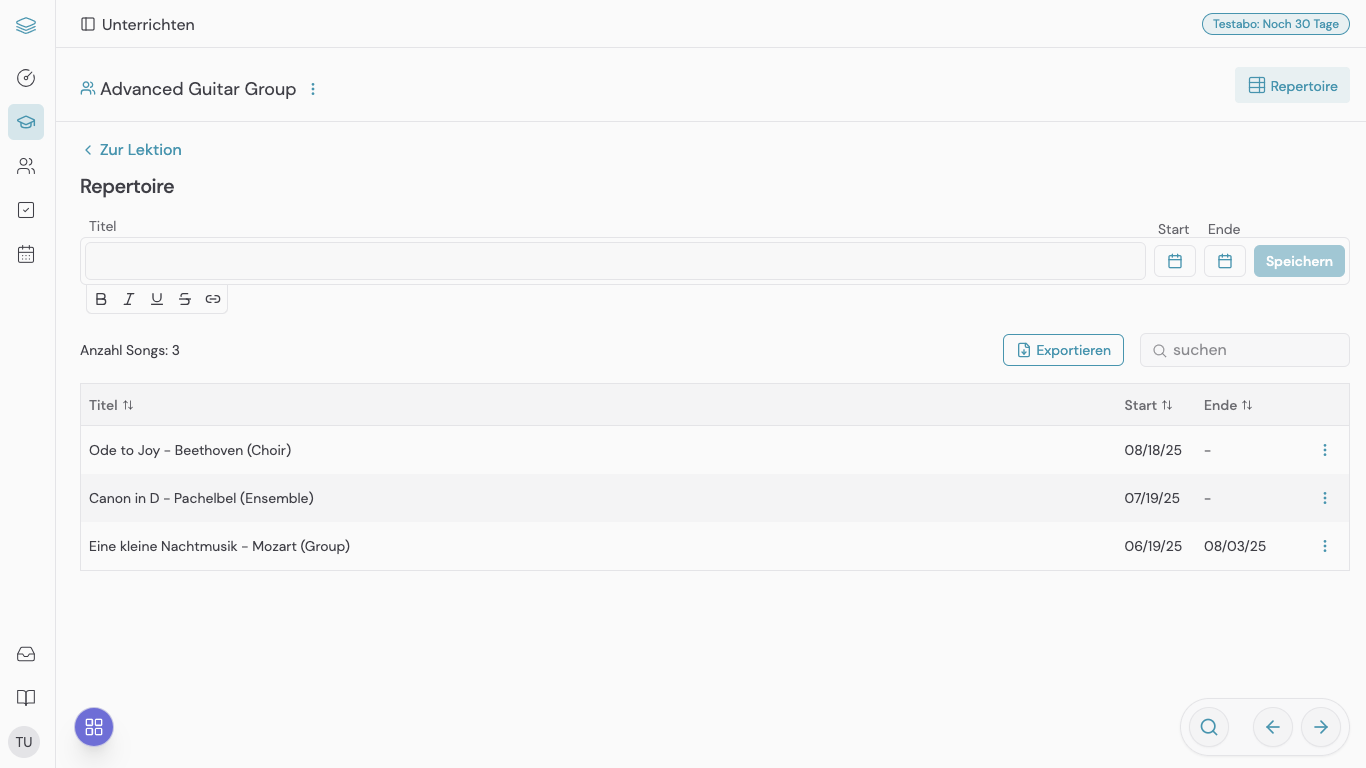 Unterrichten
Testabo: Noch 30 Tage
Advanced Guitar Group
Repertoire
Zur Lektion
Repertoire
Titel
Start
Ende
Speichern
B I U S
Anzahl Songs: 3
Exportieren
suchen
Titel
Start
Ende
Ode to Joy - Beethoven (Choir)
08/18/25
-
Canon in D - Pachelbel (Ensemble)
07/19/25
-
Eine kleine Nachtmusik - Mozart (Group)
06/19/25
08/03/25
TU